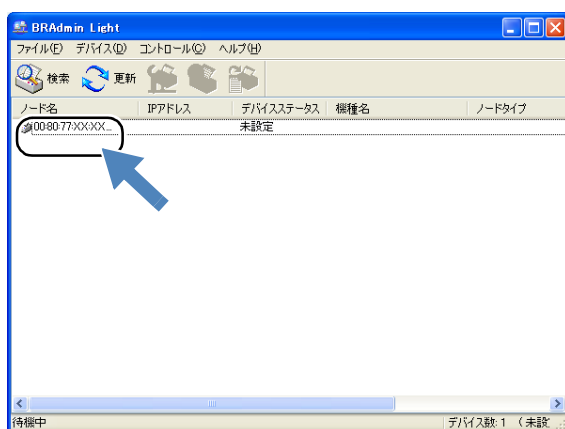 BRAdmin Light
ファイル(F) デバイス(D) コントロール(C) ヘルプ(H)
検索 更新
ノード名 IPアドレス デバイスステータス 機種名 ノードタイプ
00:80:77:XX:XX... 未設定
待機中 デバイス数: 1 (未設